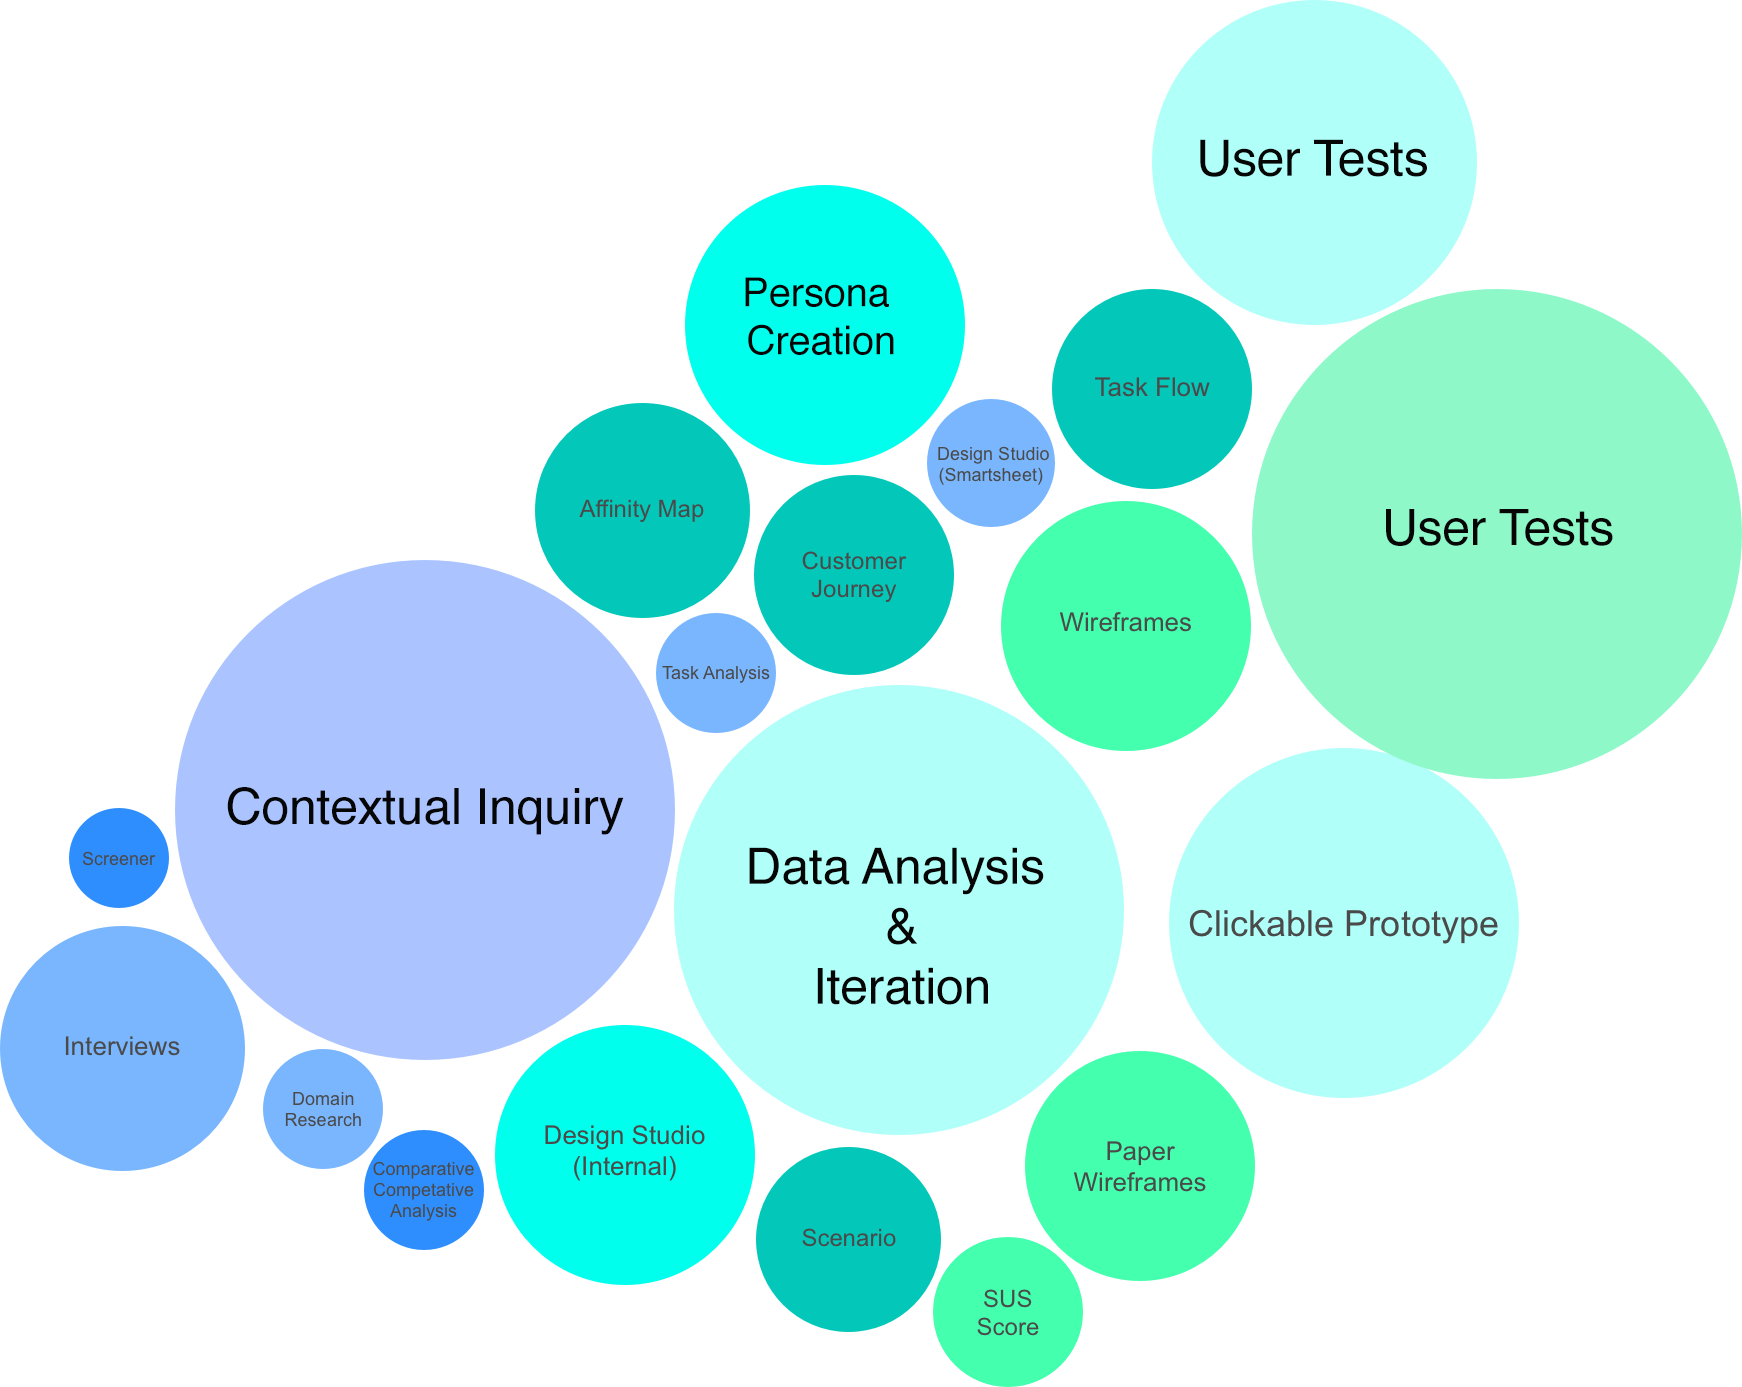 User Tests
Persona
Creation
Task Flow
Design Studio
(Smartsheet)
Affinity Map
User Tests
Customer
Journey
Wireframes
Task Analysis
Contextual Inquiry
Screener
Data Analysis
&
Iteration
Clickable Prototype
Interviews
Domain
Research
Comparative
Competative
Analysis
Design Studio
(Internal)
Paper
Wireframes
Scenario
SUS
Score